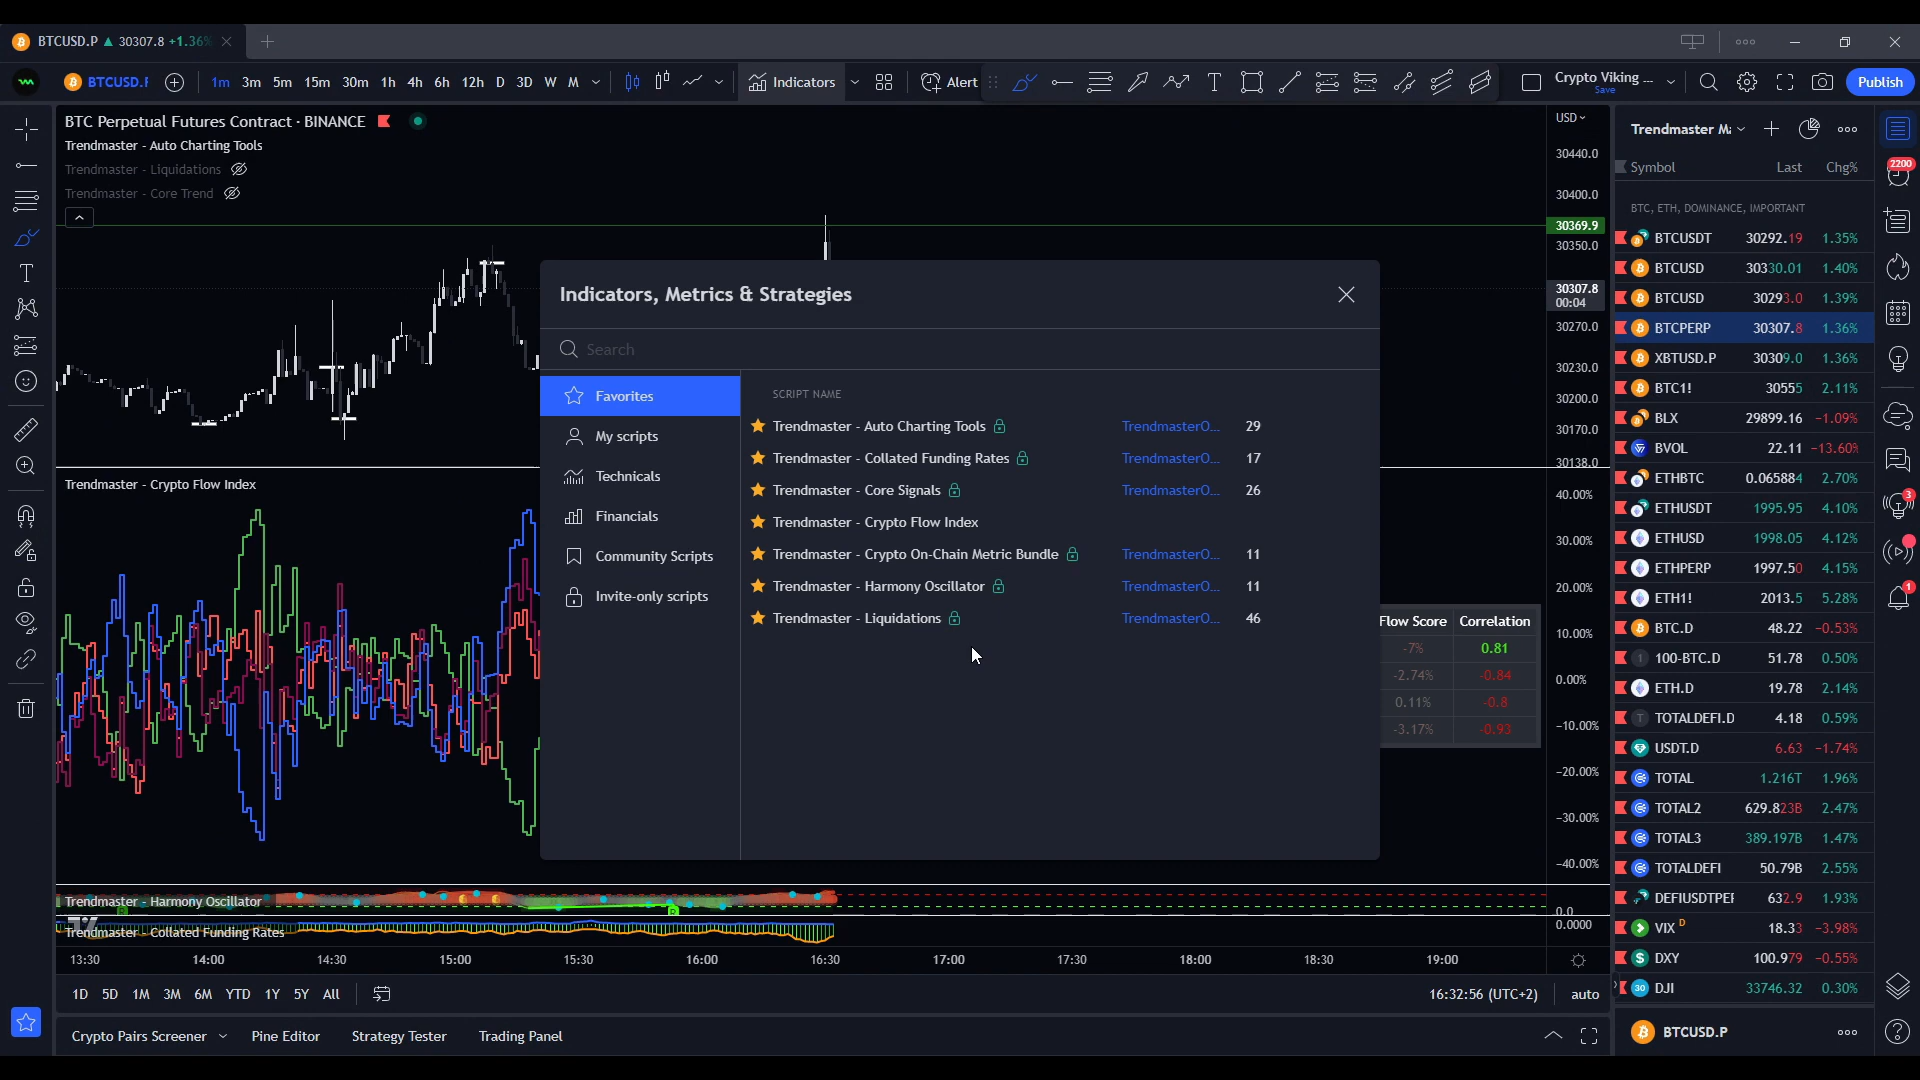 BTCUSD.P ▲ 30307.8 +1.36%
BTCUSD.P 1m 3m 5m 15m 30m 1h 4h 6h 12h D 3D W M Indicators Alert Crypto Viking ... Save Publish
BTC Perpetual Futures Contract · BINANCE
Trendmaster - Auto Charting Tools
Trendmaster - Liquidations
Trendmaster - Core Trend
USD
30440.0
30400.0
30369.9
30350.0
30307.8
00:04
30270.0
30230.0
30200.0
30170.0
30138.0
Indicators, Metrics & Strategies
Search
Favorites
My scripts
Technicals
Financials
Community Scripts
Invite-only scripts
SCRIPT NAME
Trendmaster - Auto Charting Tools TrendmasterO... 29
Trendmaster - Collated Funding Rates TrendmasterO... 17
Trendmaster - Core Signals TrendmasterO... 26
Trendmaster - Crypto Flow Index
Trendmaster - Crypto On-Chain Metric Bundle TrendmasterO... 11
Trendmaster - Harmony Oscillator TrendmasterO... 11
Trendmaster - Liquidations TrendmasterO... 46
Trendmaster - Crypto Flow Index
Flow Score Correlation
-7% 0.81
-2.74% -0.84
0.11% -0.8
-3.17% -0.93
40.00%
30.00%
20.00%
10.00%
0.00%
-10.00%
-20.00%
-30.00%
-40.00%
Trendmaster - Harmony Oscillator
0.0
Trendmaster - Collated Funding Rates
0.0000
13:30 14:00 14:30 15:00 15:30 16:00 16:30 17:00 17:30 18:00 18:30 19:00
1D 5D 1M 3M 6M YTD 1Y 5Y All 16:32:56 (UTC+2) auto
Crypto Pairs Screener Pine Editor Strategy Tester Trading Panel
Symbol Last Chg%
BTC, ETH, DOMINANCE, IMPORTANT
BTCUSDT 30292.19 1.35%
BTCUSD 30330.01 1.40%
BTCUSD 30293.0 1.39%
BTCPERP 30307.8 1.36%
XBTUSD.P 30309.0 1.36%
BTC1! 30555 2.11%
BLX 29899.16 -1.09%
BVOL 22.11 -13.60%
ETHBTC 0.065884 2.70%
ETHUSDT 1995.95 4.10%
ETHUSD 1998.05 4.12%
ETHPERP 1997.50 4.15%
ETH1! 2013.5 5.28%
BTC.D 48.22 -0.53%
100-BTC.D 51.78 0.50%
ETH.D 19.78 2.14%
TOTALDEFI.D 4.18 0.59%
USDT.D 6.63 -1.74%
TOTAL 1.216T 1.96%
TOTAL2 629.823B 2.47%
TOTAL3 389.197B 1.47%
TOTALDEFI 50.79B 2.55%
DEFIUSDTPER 632.9 1.93%
VIX D 18.33 -3.98%
DXY 100.979 -0.55%
DJI 33746.32 0.30%
BTCUSD.P
2200
3
1